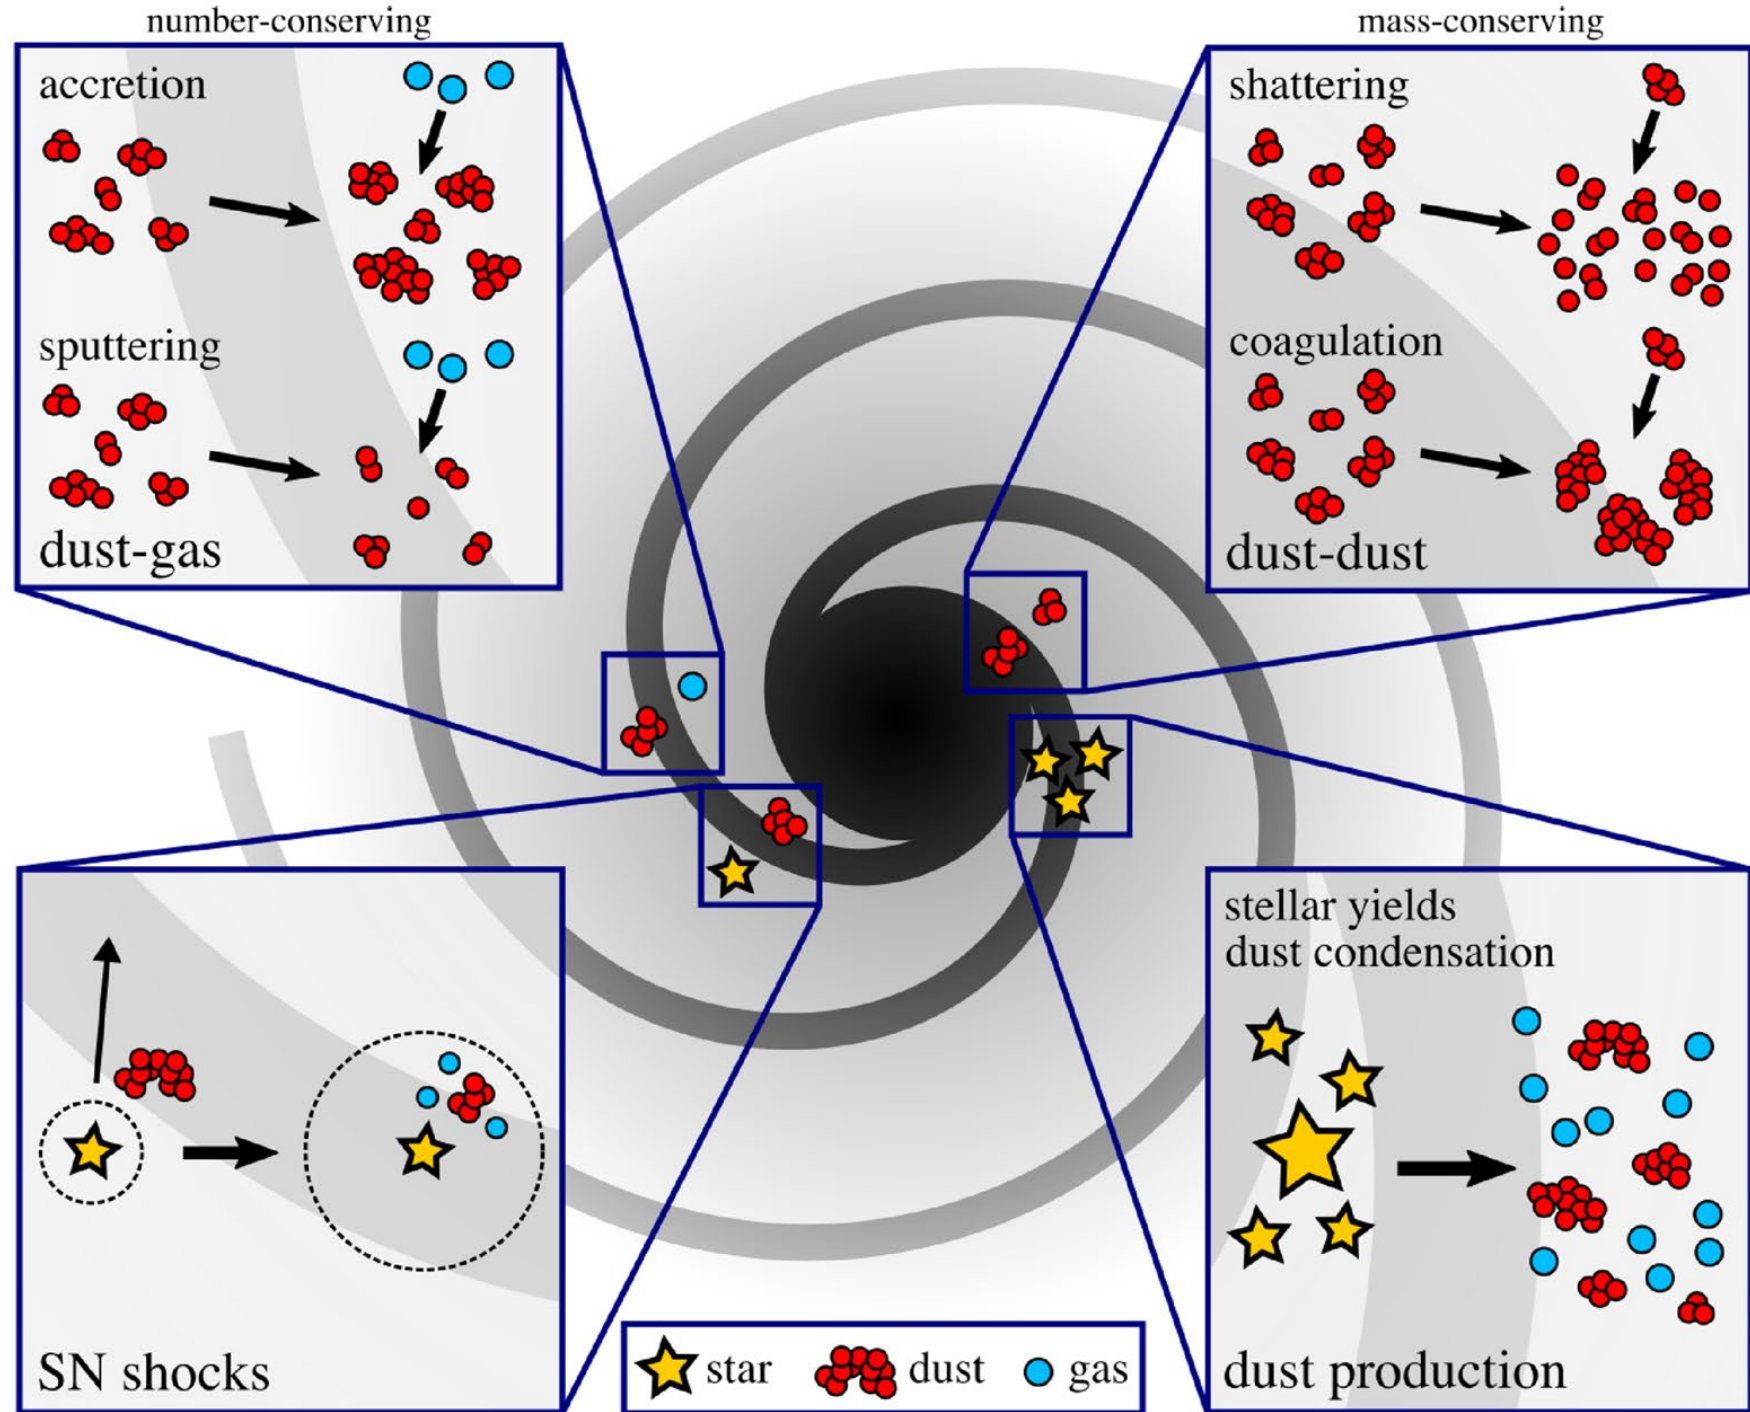 number-conserving
mass-conserving
accretion
sputtering
dust-gas
shattering
coagulation
dust-dust
SN shocks
stellar yields
dust condensation
dust production
star
dust
gas